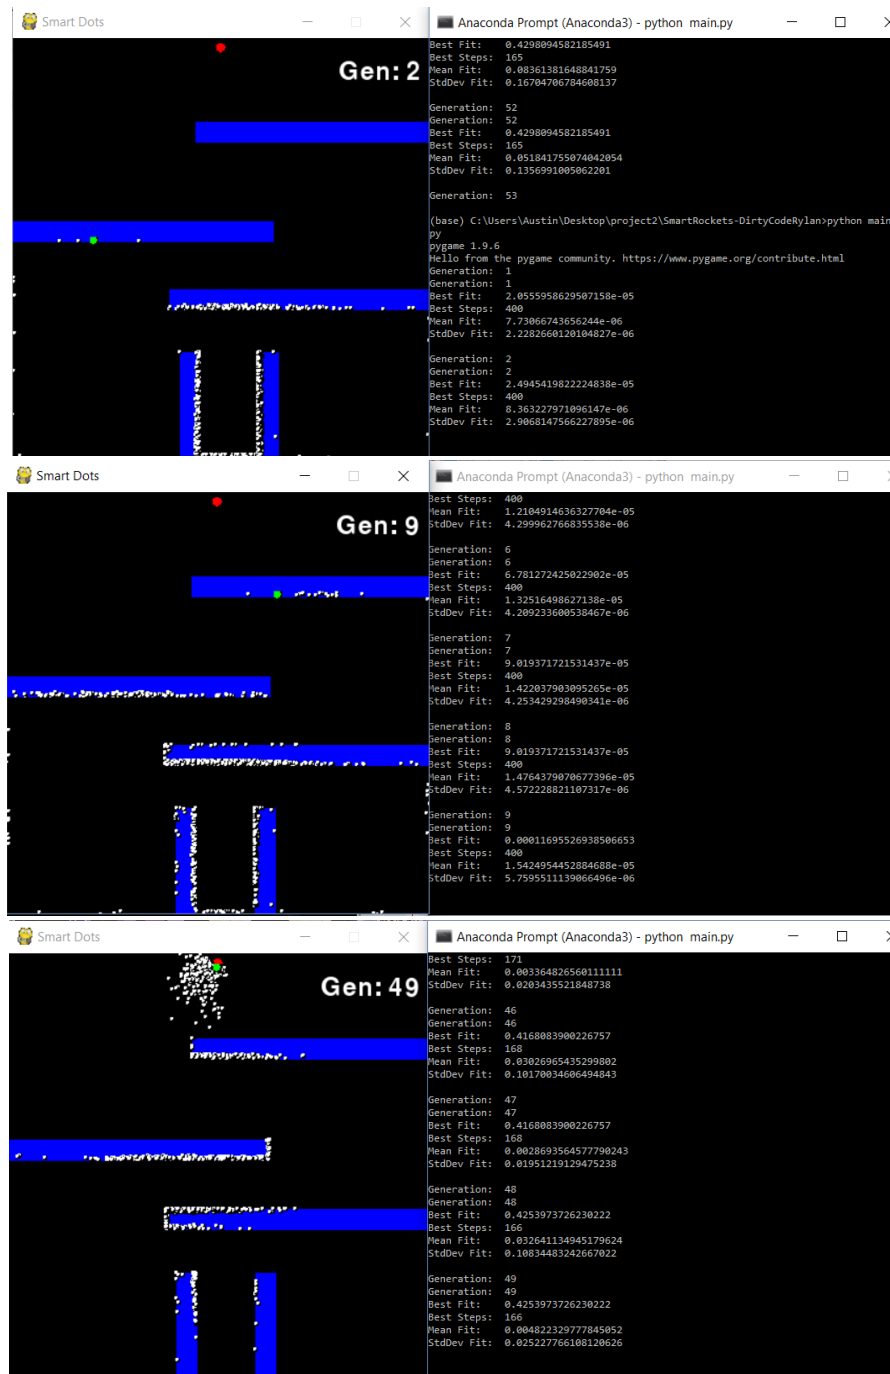 Smart Dots
Gen: 2
Anaconda Prompt (Anaconda3) - python main.py
Best Fit: 0.4298094582185491
Best Steps: 165
Mean Fit: 0.08361381648841759
StdDev Fit: 0.16704706784608137
Generation: 52
Generation: 52
Best Fit: 0.4298094582185491
Best Steps: 165
Mean Fit: 0.051841755074042054
StdDev Fit: 0.1356991005062201
Generation: 53
(base) C:\Users\Austin\Desktop\project2\SmartRockets-DirtyCodeRylan>python main
py
pygame 1.9.6
Hello from the pygame community. https://www.pygame.org/contribute.html
Generation: 1
Generation: 1
Best Fit: 2.0555958629507158e-05
Best Steps: 400
Mean Fit: 7.73066743656244e-06
StdDev Fit: 2.2282660120104827e-06
Generation: 2
Generation: 2
Best Fit: 2.4945419822224838e-05
Best Steps: 400
Mean Fit: 8.363227971096147e-06
StdDev Fit: 2.9068147566227895e-06
Smart Dots
Gen: 9
Anaconda Prompt (Anaconda3) - python main.py
Best Steps: 400
Mean Fit: 1.2104914636327704e-05
StdDev Fit: 4.299962766835538e-06
Generation: 6
Generation: 6
Best Fit: 6.781272425022902e-05
Best Steps: 400
Mean Fit: 1.32516498627138e-05
StdDev Fit: 4.209233600538467e-06
Generation: 7
Generation: 7
Best Fit: 9.019371721531437e-05
Best Steps: 400
Mean Fit: 1.422037903095265e-05
StdDev Fit: 4.253429298490341e-06
Generation: 8
Generation: 8
Best Fit: 9.019371721531437e-05
Best Steps: 400
Mean Fit: 1.4764379070677396e-05
StdDev Fit: 4.572228821107317e-06
Generation: 9
Generation: 9
Best Fit: 0.00011695526938506653
Best Steps: 400
Mean Fit: 1.5424954452884688e-05
StdDev Fit: 5.7595511139066496e-06
Smart Dots
Gen: 49
Anaconda Prompt (Anaconda3) - python main.py
Best Steps: 171
Mean Fit: 0.003364826560111111
StdDev Fit: 0.0203435521848738
Generation: 46
Generation: 46
Best Fit: 0.4168083900226757
Best Steps: 168
Mean Fit: 0.03026965435299802
StdDev Fit: 0.10170034606494843
Generation: 47
Generation: 47
Best Fit: 0.4168083900226757
Best Steps: 168
Mean Fit: 0.0028693564577790243
StdDev Fit: 0.01951219129475238
Generation: 48
Generation: 48
Best Fit: 0.4253973726230222
Best Steps: 166
Mean Fit: 0.032641134945179624
StdDev Fit: 0.10834483242667022
Generation: 49
Generation: 49
Best Fit: 0.4253973726230222
Best Steps: 166
Mean Fit: 0.004822329777845052
StdDev Fit: 0.025227766108120626